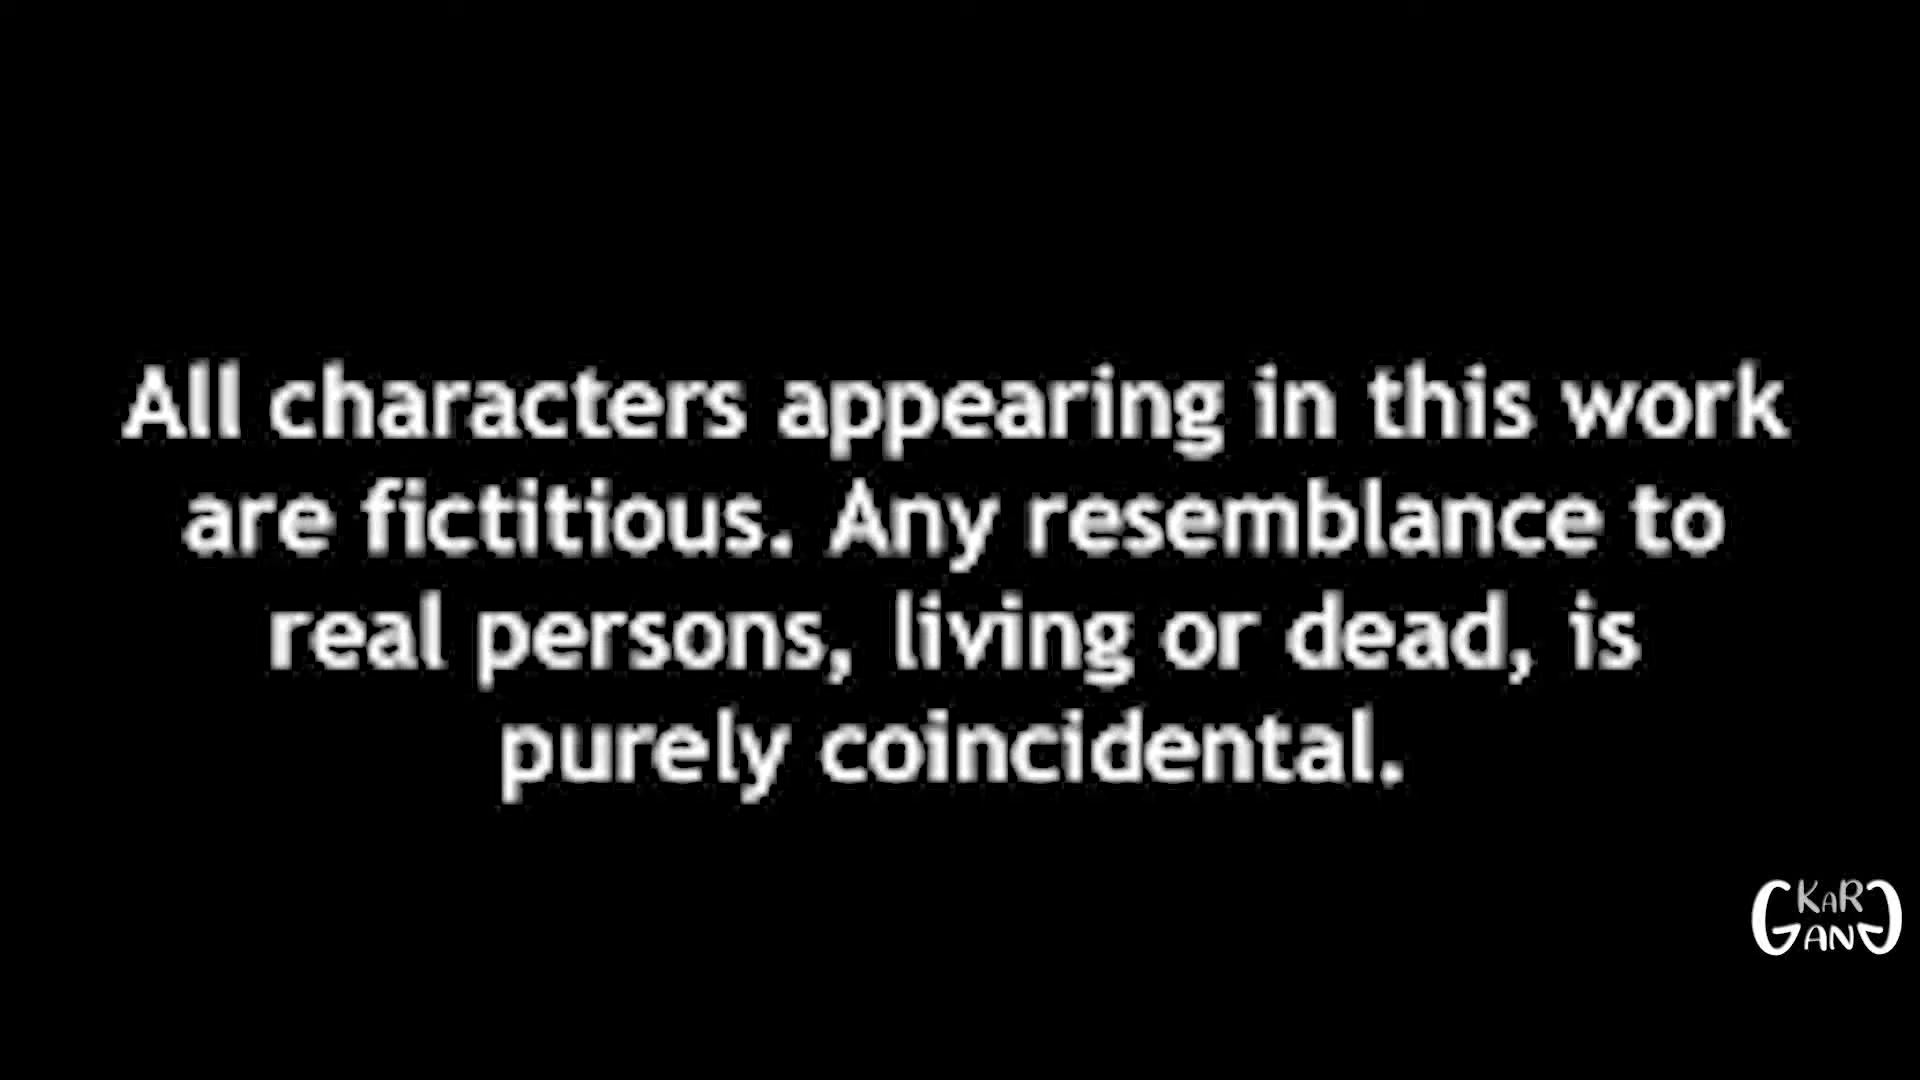 All characters appearing in this work
are fictitious. Any resemblance to
real persons, living or dead, is
purely coincidental.
KAR
GANG